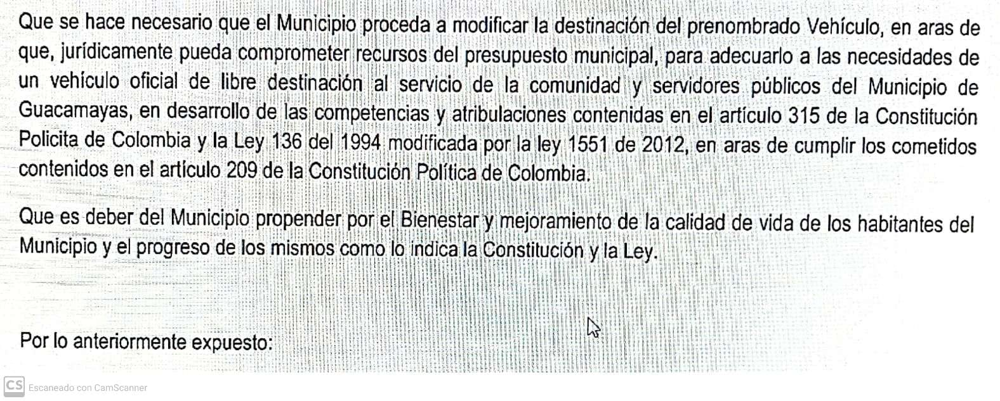 Que se hace necesario que el Municipio proceda a modificar la destinación del prenombrado Vehículo, en aras de
que, jurídicamente pueda comprometer recursos del presupuesto municipal, para adecuarlo a las necesidades de
un vehículo oficial de libre destinación al servicio de la comunidad y servidores públicos del Municipio de
Guacamayas, en desarrollo de las competencias y atribulaciones contenidas en el artículo 315 de la Constitución
Policita de Colombia y la Ley 136 del 1994 modificada por la ley 1551 de 2012, en aras de cumplir los cometidos
contenidos en el artículo 209 de la Constitución Política de Colombia.
Que es deber del Municipio propender por el Bienestar y mejoramiento de la calidad de vida de los habitantes del
Municipio y el progreso de los mismos como lo indica la Constitución y la Ley.
Por lo anteriormente expuesto:
CS Escaneado con CamScanner